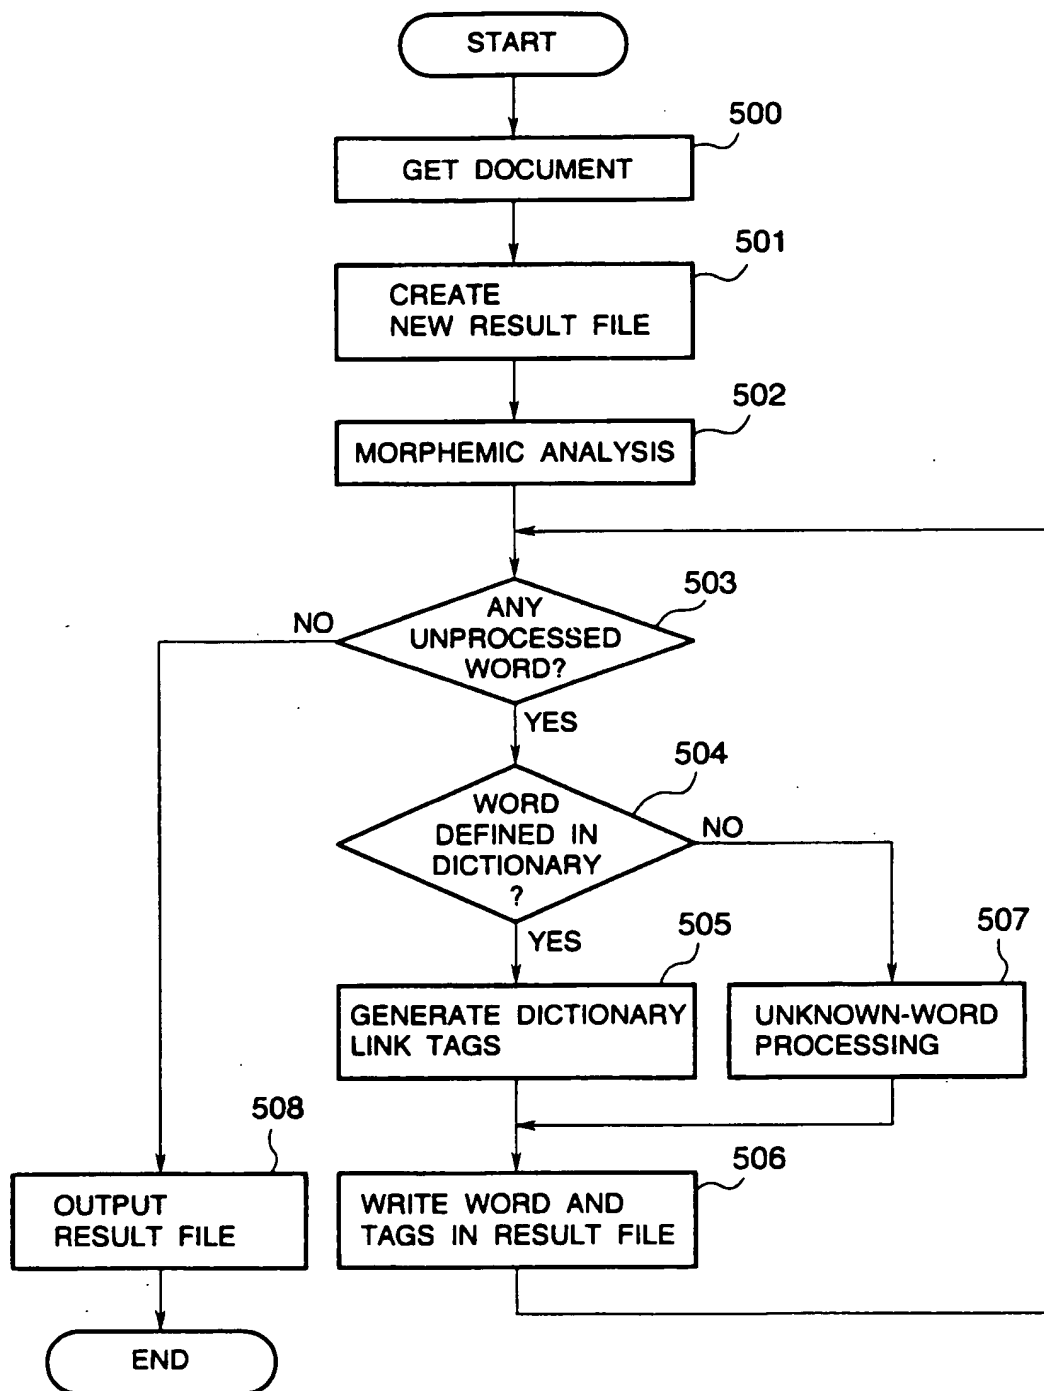 START
500
GET DOCUMENT
501
CREATE
NEW RESULT FILE
502
MORPHEMIC ANALYSIS
503
NO
ANY
UNPROCESSED
WORD?
YES
504
WORD
DEFINED IN
DICTIONARY
?
NO
YES
505
507
GENERATE DICTIONARY
LINK TAGS
UNKNOWN-WORD
PROCESSING
508
506
OUTPUT
RESULT FILE
WRITE WORD AND
TAGS IN RESULT FILE
END